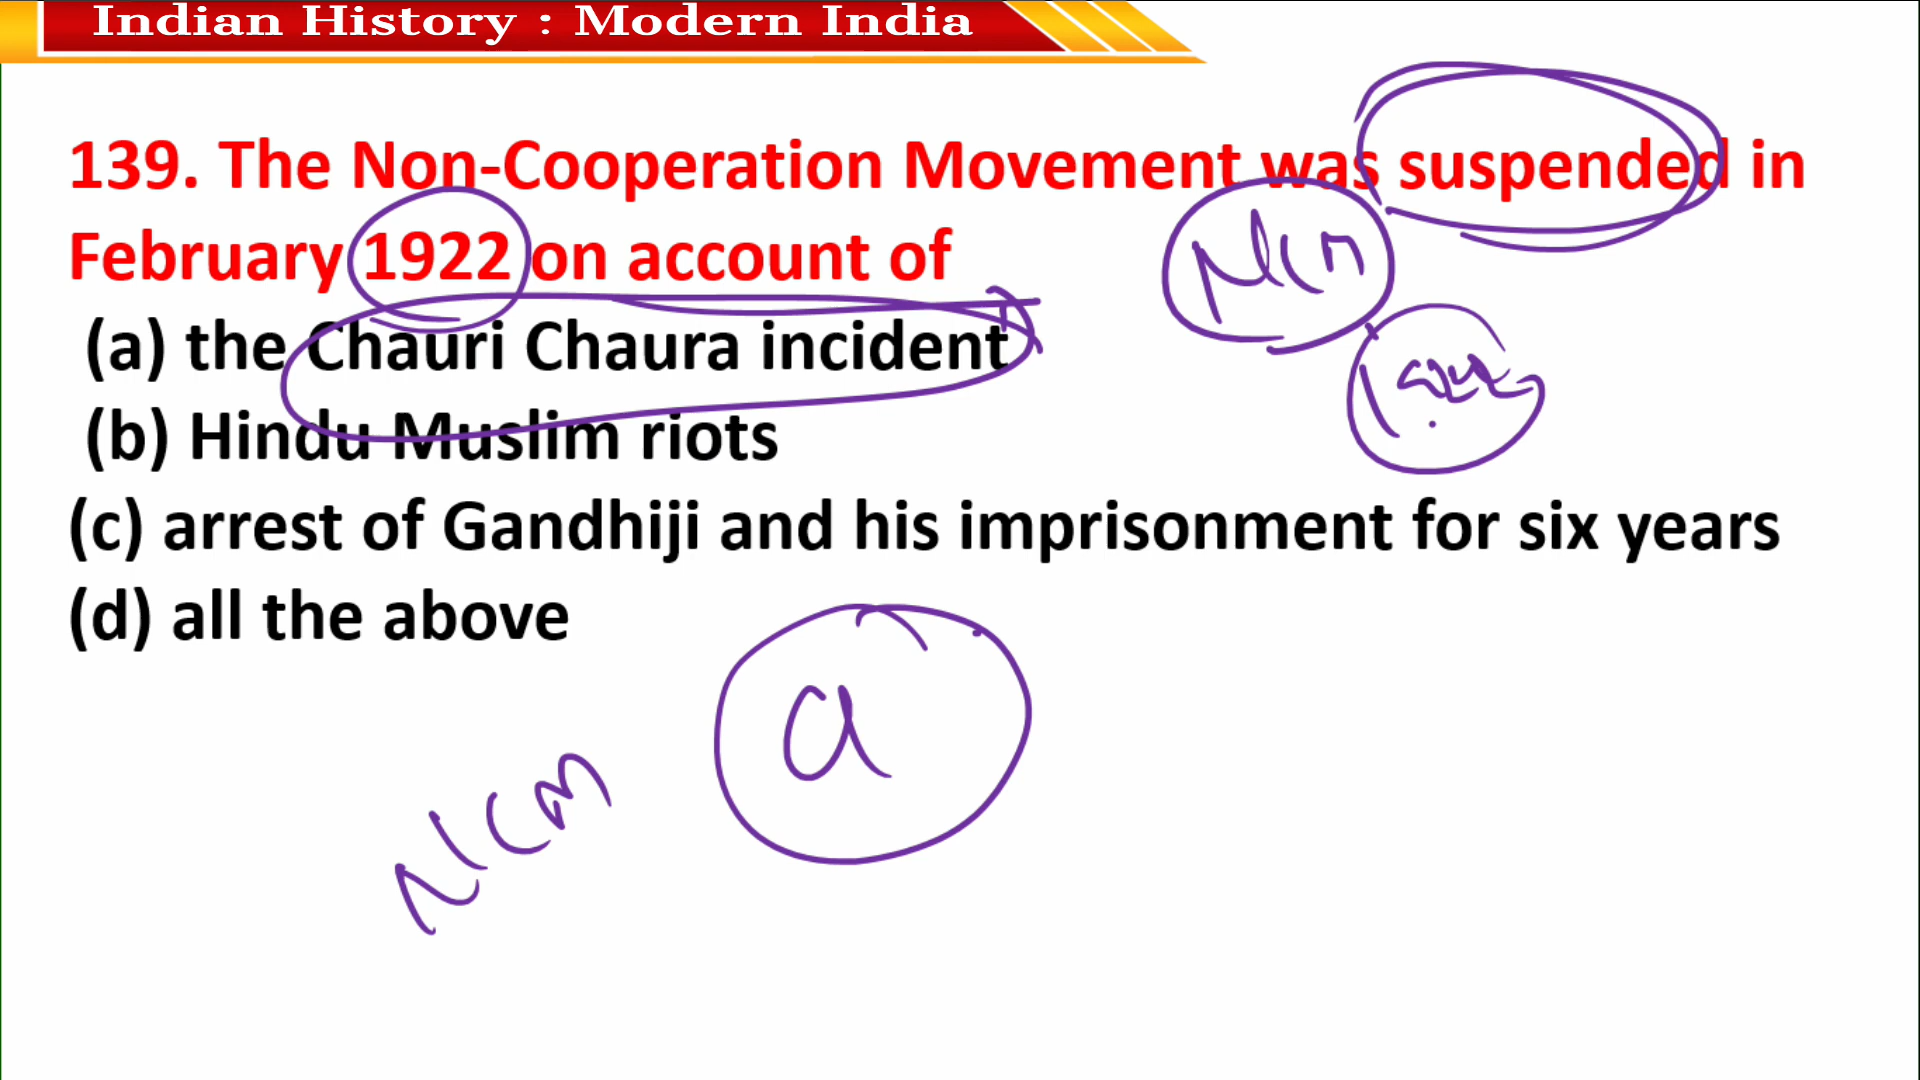 Indian History : Modern India
139. The Non-Cooperation Movement was suspended in
February 1922 on account of
NCM
(a) the Chauri Chaura incident
(b) Hindu Muslim riots
(c) arrest of Gandhiji and his imprisonment for six years
(d) all the above
a
NCM